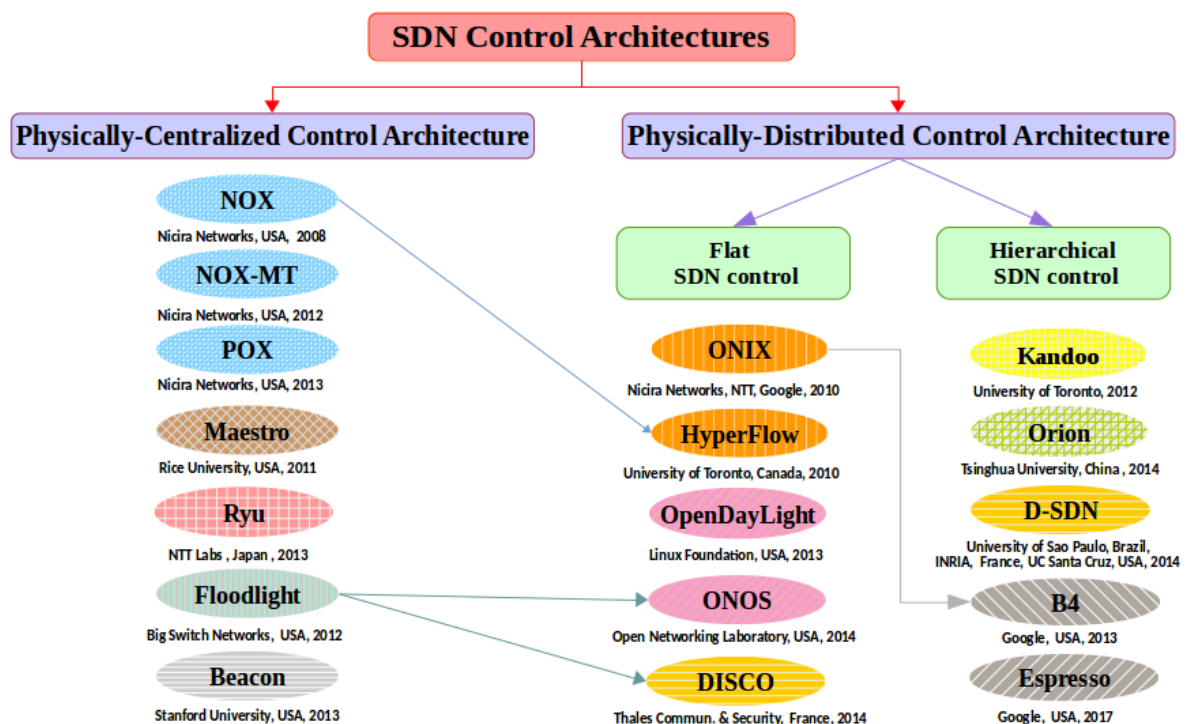 SDN Control Architectures
Physically-Centralized Control Architecture
NOX
Nicira Networks, USA, 2008
NOX-MT
Nicira Networks, USA, 2012
POX
Nicira Networks, USA, 2013
Maestro
Rice University, USA, 2011
Ryu
NTT Labs , Japan , 2013
Floodlight
Big Switch Networks, USA, 2012
Beacon
Stanford University, USA, 2013
Physically-Distributed Control Architecture
Flat
SDN control
ONIX
Nicira Networks, NTT, Google, 2010
HyperFlow
University of Toronto, Canada, 2010
OpenDayLight
Linux Foundation, USA, 2013
ONOS
Open Networking Laboratory, USA, 2014
DISCO
Thales Commun. & Security, France, 2014
Hierarchical
SDN control
Kandoo
University of Toronto, 2012
Orion
Tsinghua University, China , 2014
D-SDN
University of Sao Paulo, Brazil,
INRIA, France, UC Santa Cruz, USA, 2014
B4
Google, USA, 2013
Espresso
Google, USA, 2017